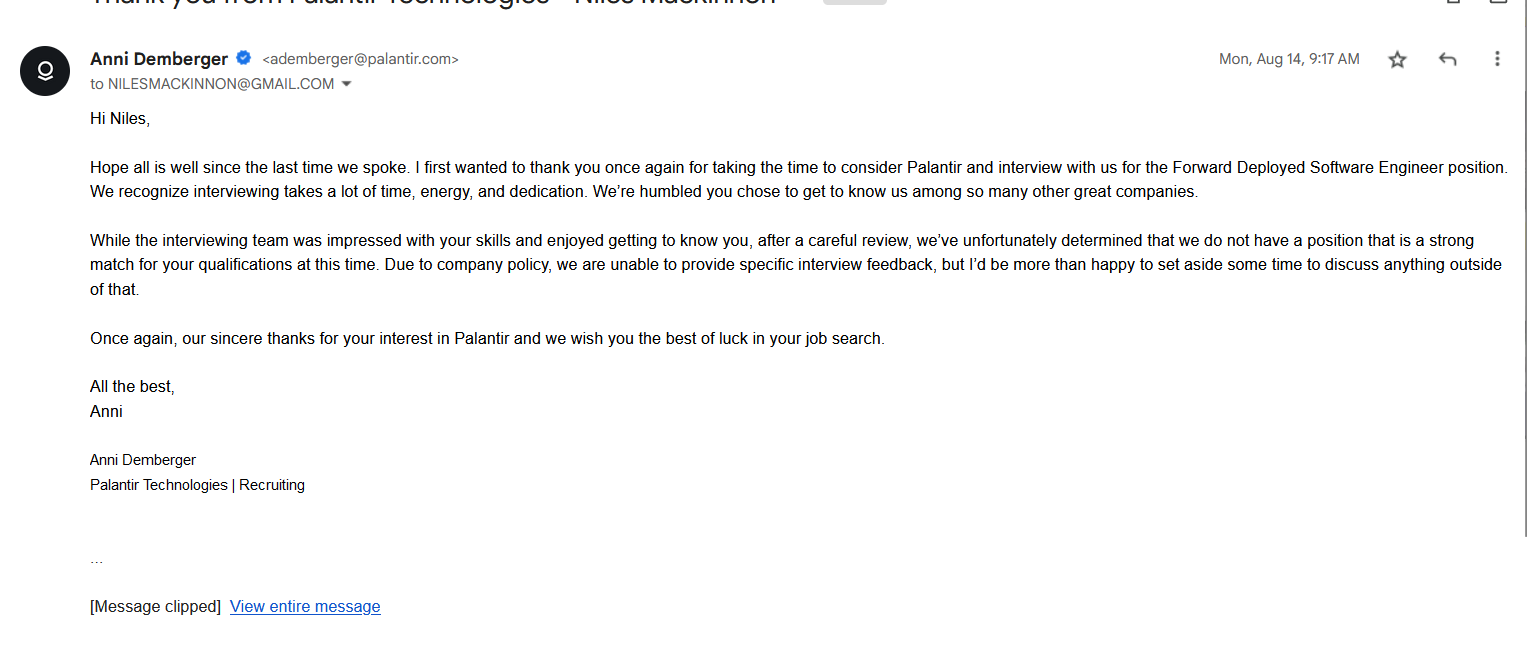 Thank you from Palantir Technologies - Niles Mackinnon
Anni Demberger <ademberger@palantir.com>
Mon, Aug 14, 9:17 AM
to NILESMACKINNON@GMAIL.COM
Hi Niles,
Hope all is well since the last time we spoke. I first wanted to thank you once again for taking the time to consider Palantir and interview with us for the Forward Deployed Software Engineer position.
We recognize interviewing takes a lot of time, energy, and dedication. We’re humbled you chose to get to know us among so many other great companies.
While the interviewing team was impressed with your skills and enjoyed getting to know you, after a careful review, we’ve unfortunately determined that we do not have a position that is a strong
match for your qualifications at this time. Due to company policy, we are unable to provide specific interview feedback, but I’d be more than happy to set aside some time to discuss anything outside
of that.
Once again, our sincere thanks for your interest in Palantir and we wish you the best of luck in your job search.
All the best,
Anni
Anni Demberger
Palantir Technologies | Recruiting
...
[Message clipped] View entire message